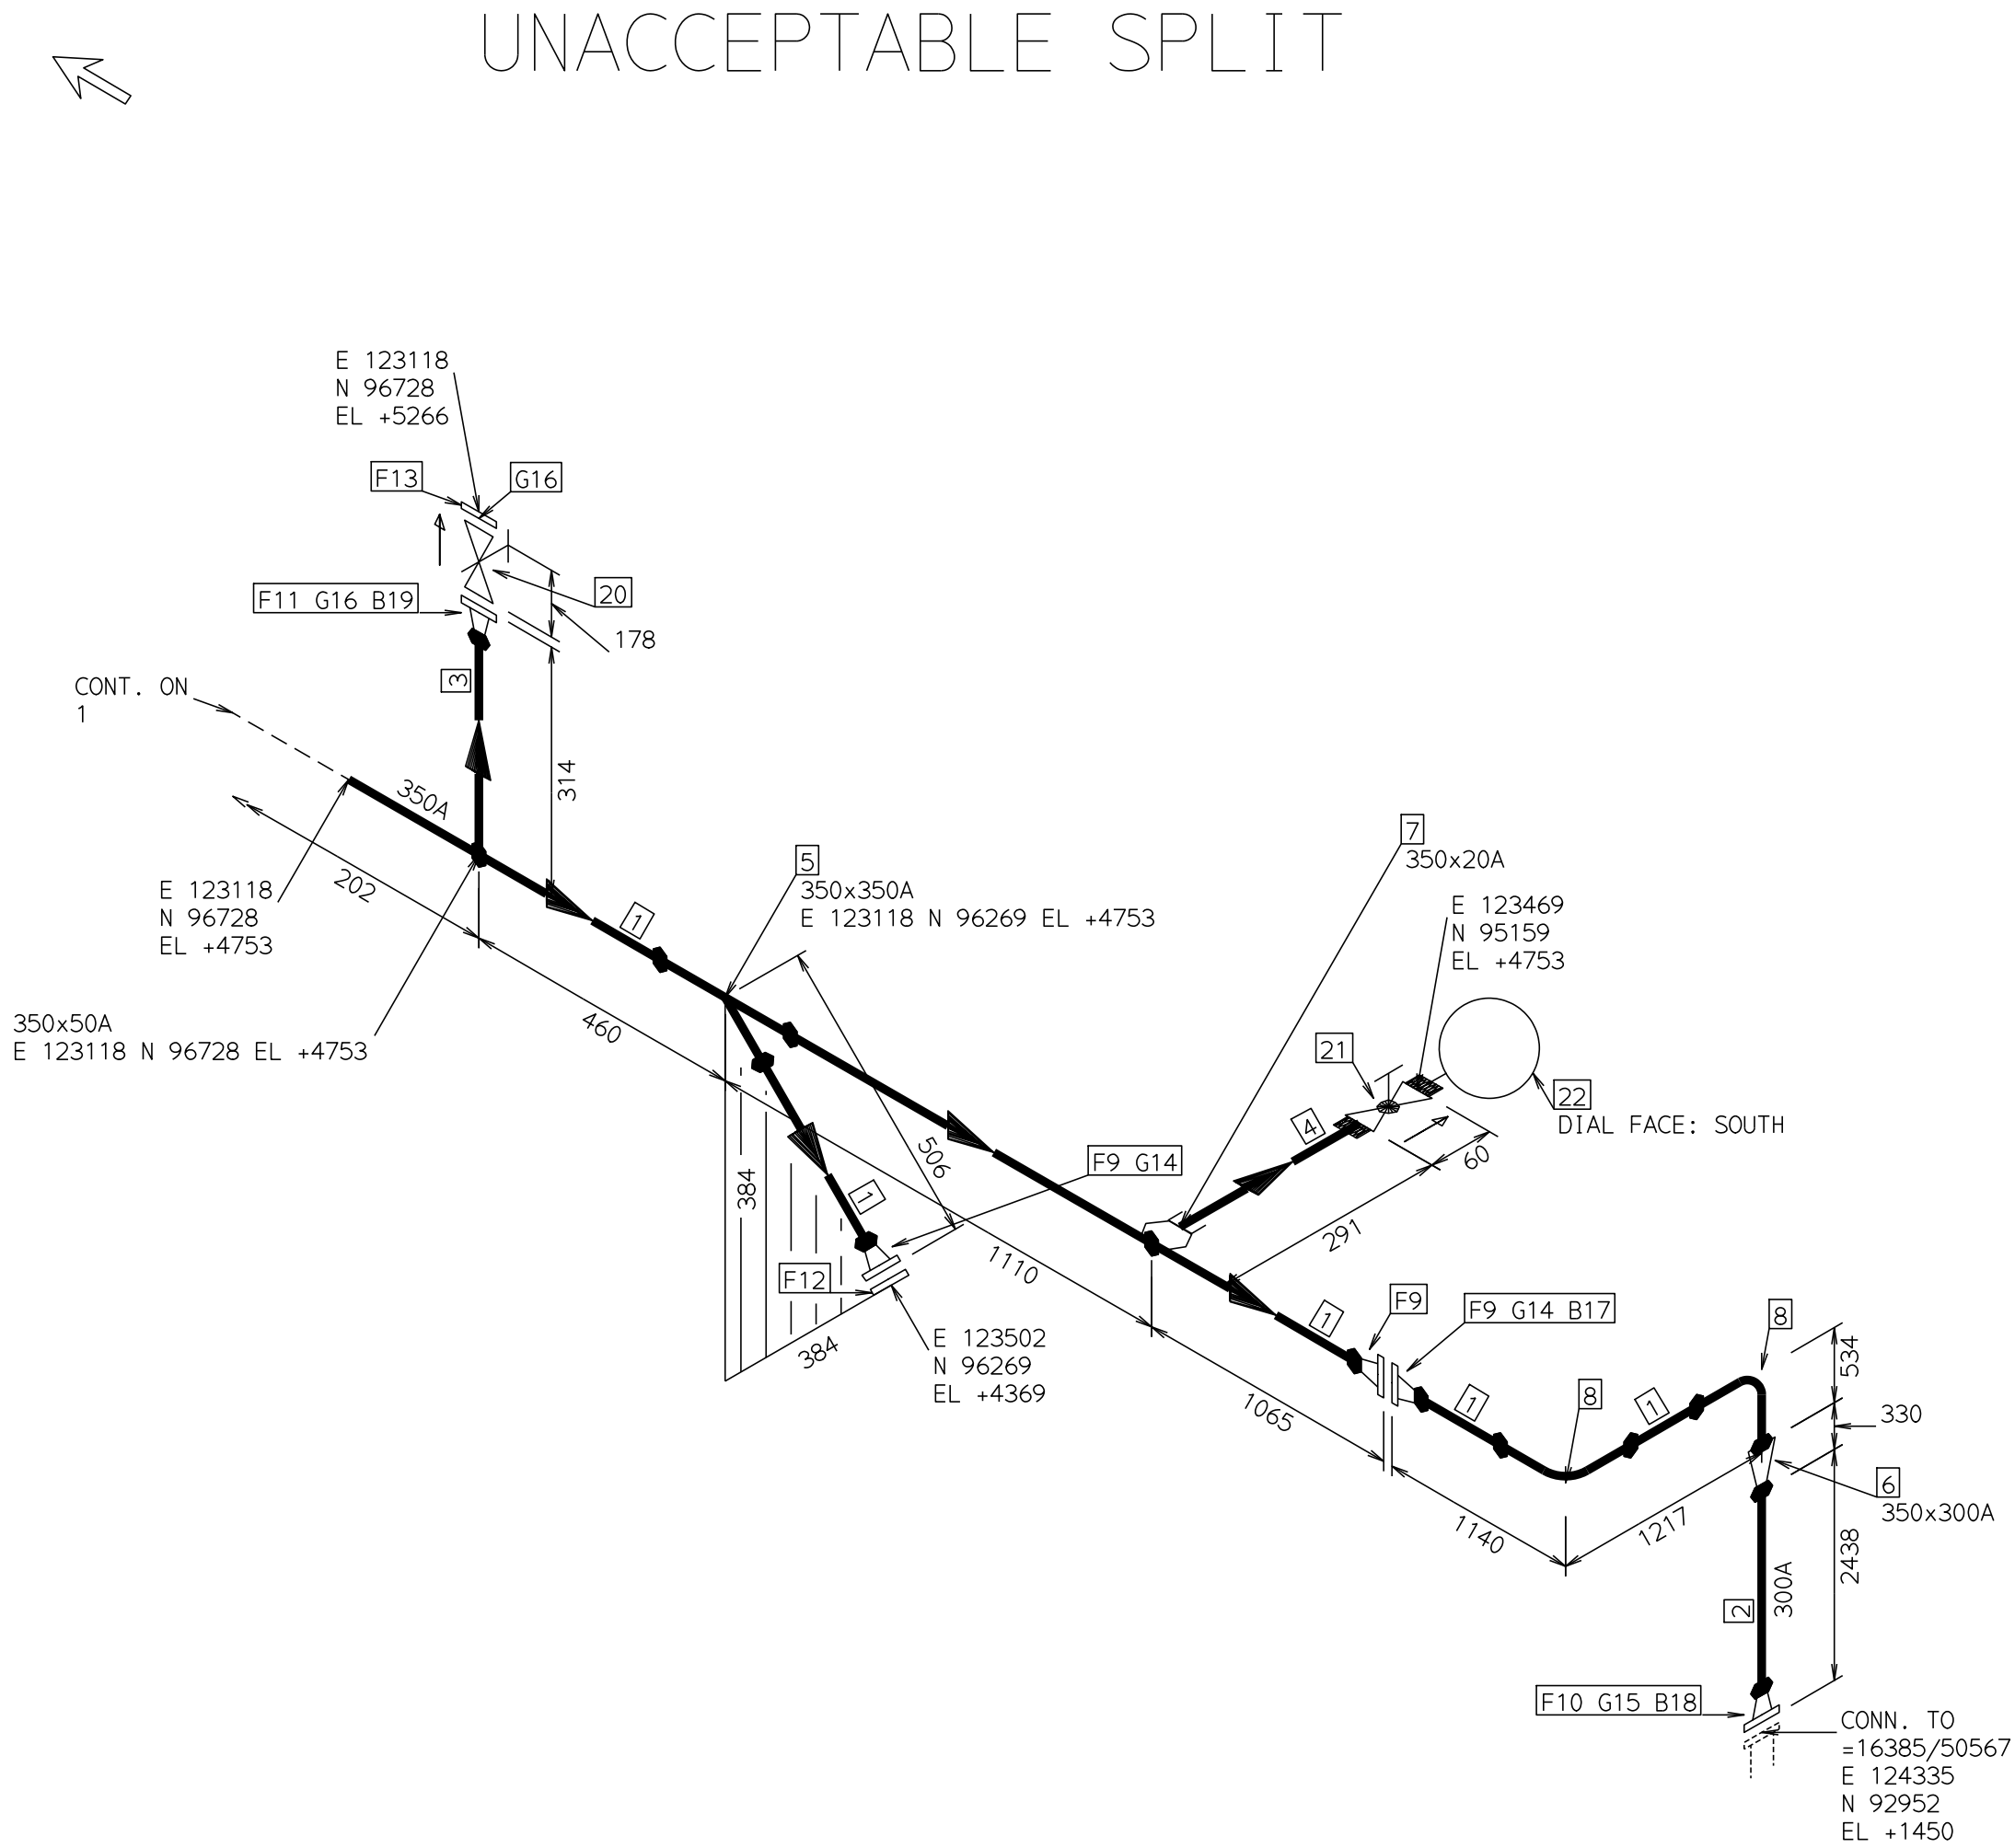 UNACCEPTABLE SPLIT
E 123118
N 96728
EL +5266
F13
G16
F11 G16 B19
20
178
3
CONT. ON
1
314
350A
202
E 123118
N 96728
EL +4753
1
5
350x350A
E 123118 N 96269 EL +4753
7
350x20A
E 123469
N 95159
EL +4753
350x50A
E 123118 N 96728 EL +4753
460
21
22
DIAL FACE: SOUTH
4
60
506
F9 G14
384
1
291
1110
F12
384
E 123502
N 96269
EL +4369
1
F9
F9 G14 B17
8
534
330
1065
1
8
1
6
350x300A
1140
1217
2438
300A
2
F10 G15 B18
CONN. TO
=16385/50567
E 124335
N 92952
EL +1450